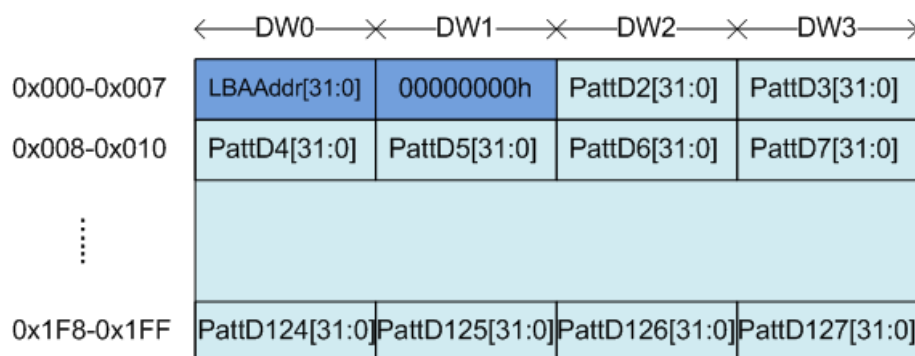 DW0 DW1 DW2 DW3
0x000-0x007 LBAAddr[31:0] 00000000h PattD2[31:0] PattD3[31:0]
0x008-0x010 PattD4[31:0] PattD5[31:0] PattD6[31:0] PattD7[31:0]
0x1F8-0x1FF PattD124[31:0] PattD125[31:0] PattD126[31:0] PattD127[31:0]